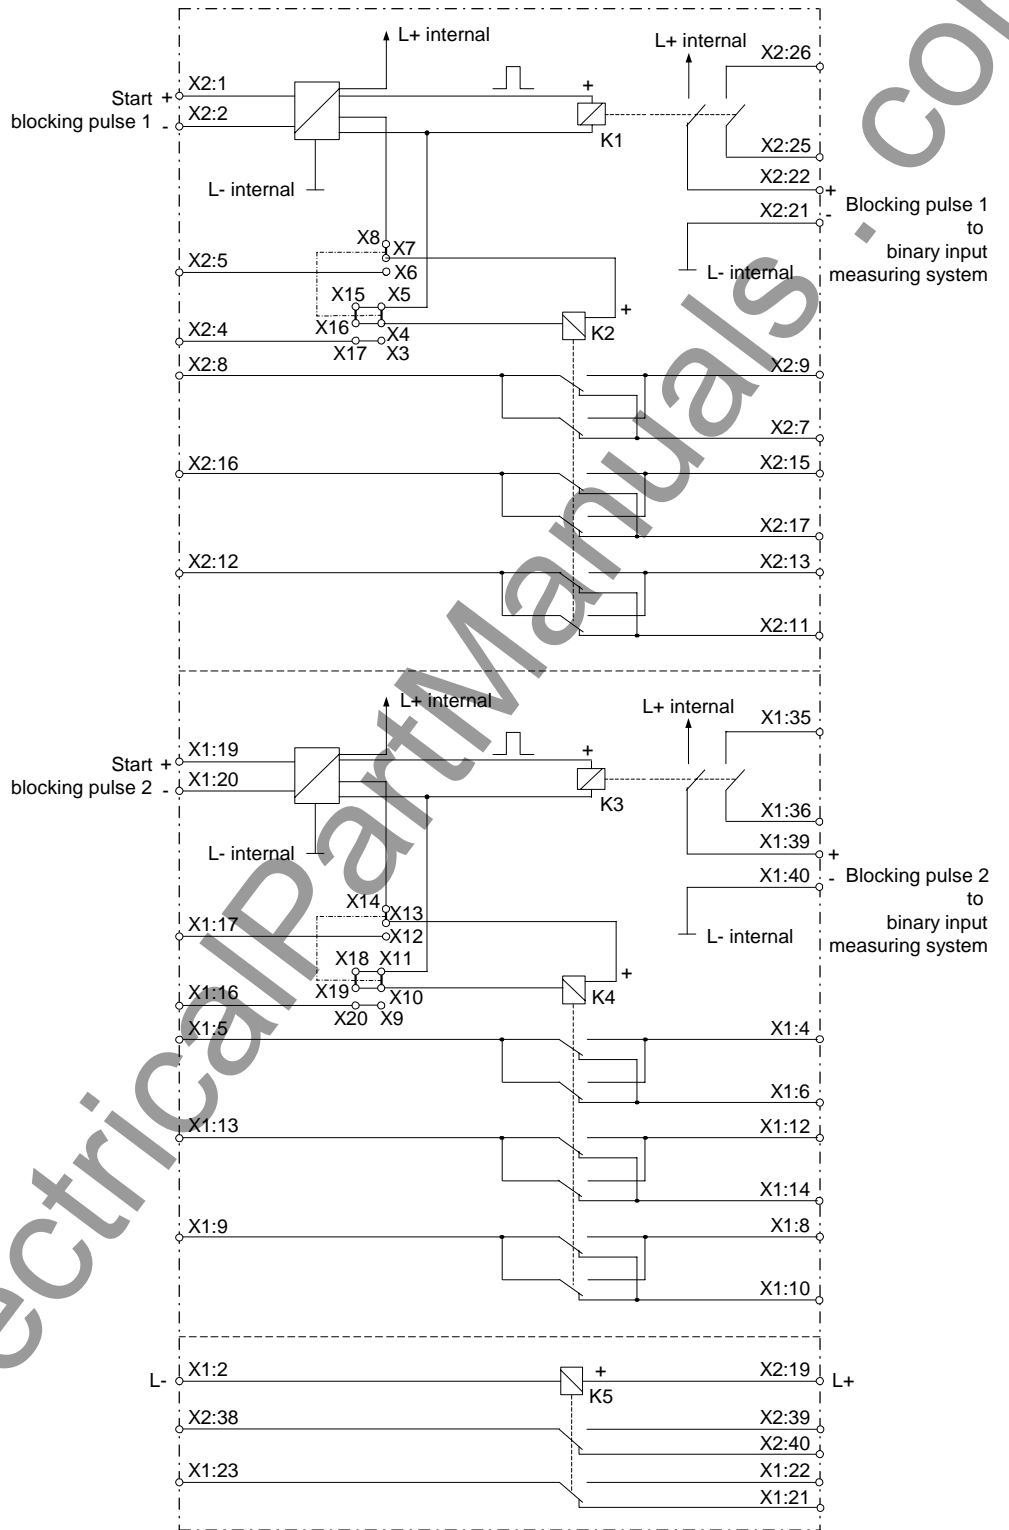 L+ internal
L+ internal
X2:26
X2:1
Start +
X2:2
blocking pulse 1 -
+
K1
X2:25
L- internal
X2:22
+
X2:21
-
Blocking pulse 1
to
binary input
measuring system
L- internal
X8
X7
X2:5
X6
X15
X5
+
X16
X4
K2
X2:4
X17
X3
X2:8
X2:9
X2:7
X2:16
X2:15
X2:17
X2:12
X2:13
X2:11
L+ internal
L+ internal
X1:35
X1:19
Start +
X1:20
blocking pulse 2 -
+
K3
X1:36
L- internal
X1:39
+
X1:40
- Blocking pulse 2
to
binary input
measuring system
L- internal
X14
X13
X1:17
X12
X18
X11
+
X19
X10
K4
X1:16
X20
X9
X1:5
X1:4
X1:6
X1:13
X1:12
X1:14
X1:9
X1:8
X1:10
L-
X1:2
+
K5
X2:19
L+
X2:38
X2:39
X2:40
X1:23
X1:22
X1:21
ectricalPartManuals . com